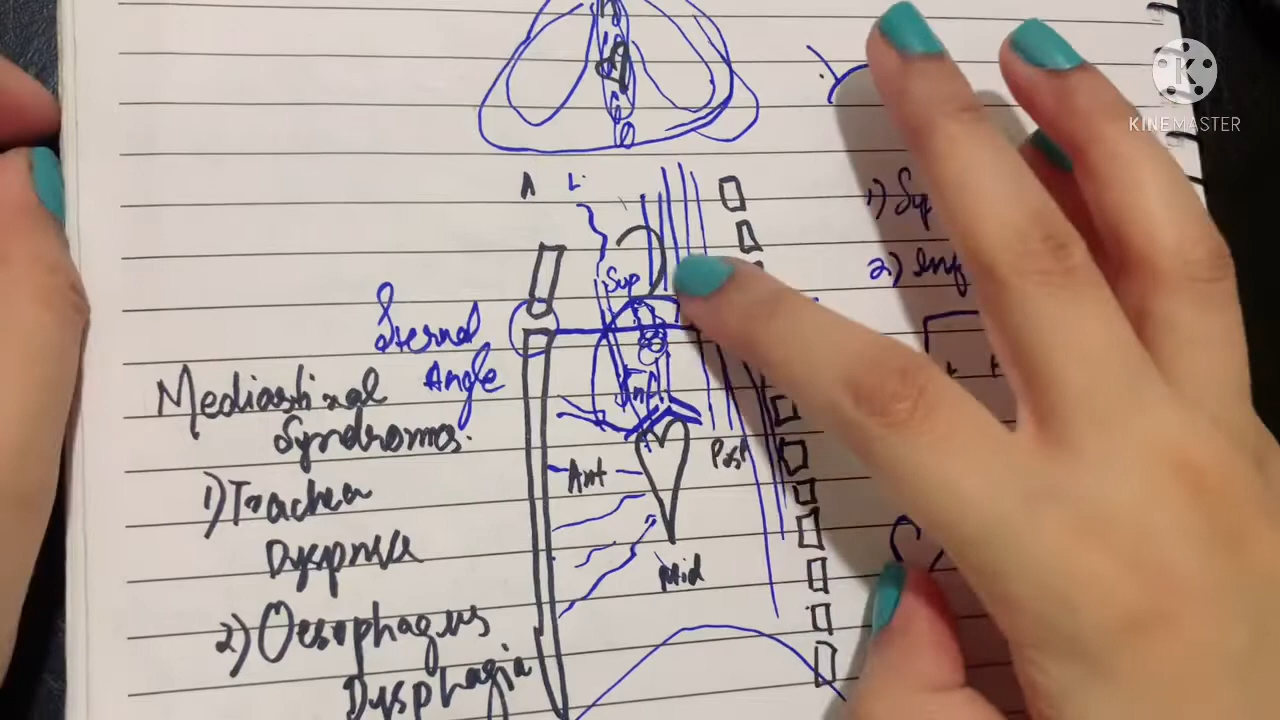 K
KINEMASTER
A
Sup
1) Sup
2) inf
Sternal
Angle
Inf
Mediastinal
Syndromes.
Post
Ant
1) Trachea
Dyspnea
Mid
2) Oesophagus
Dysphagia